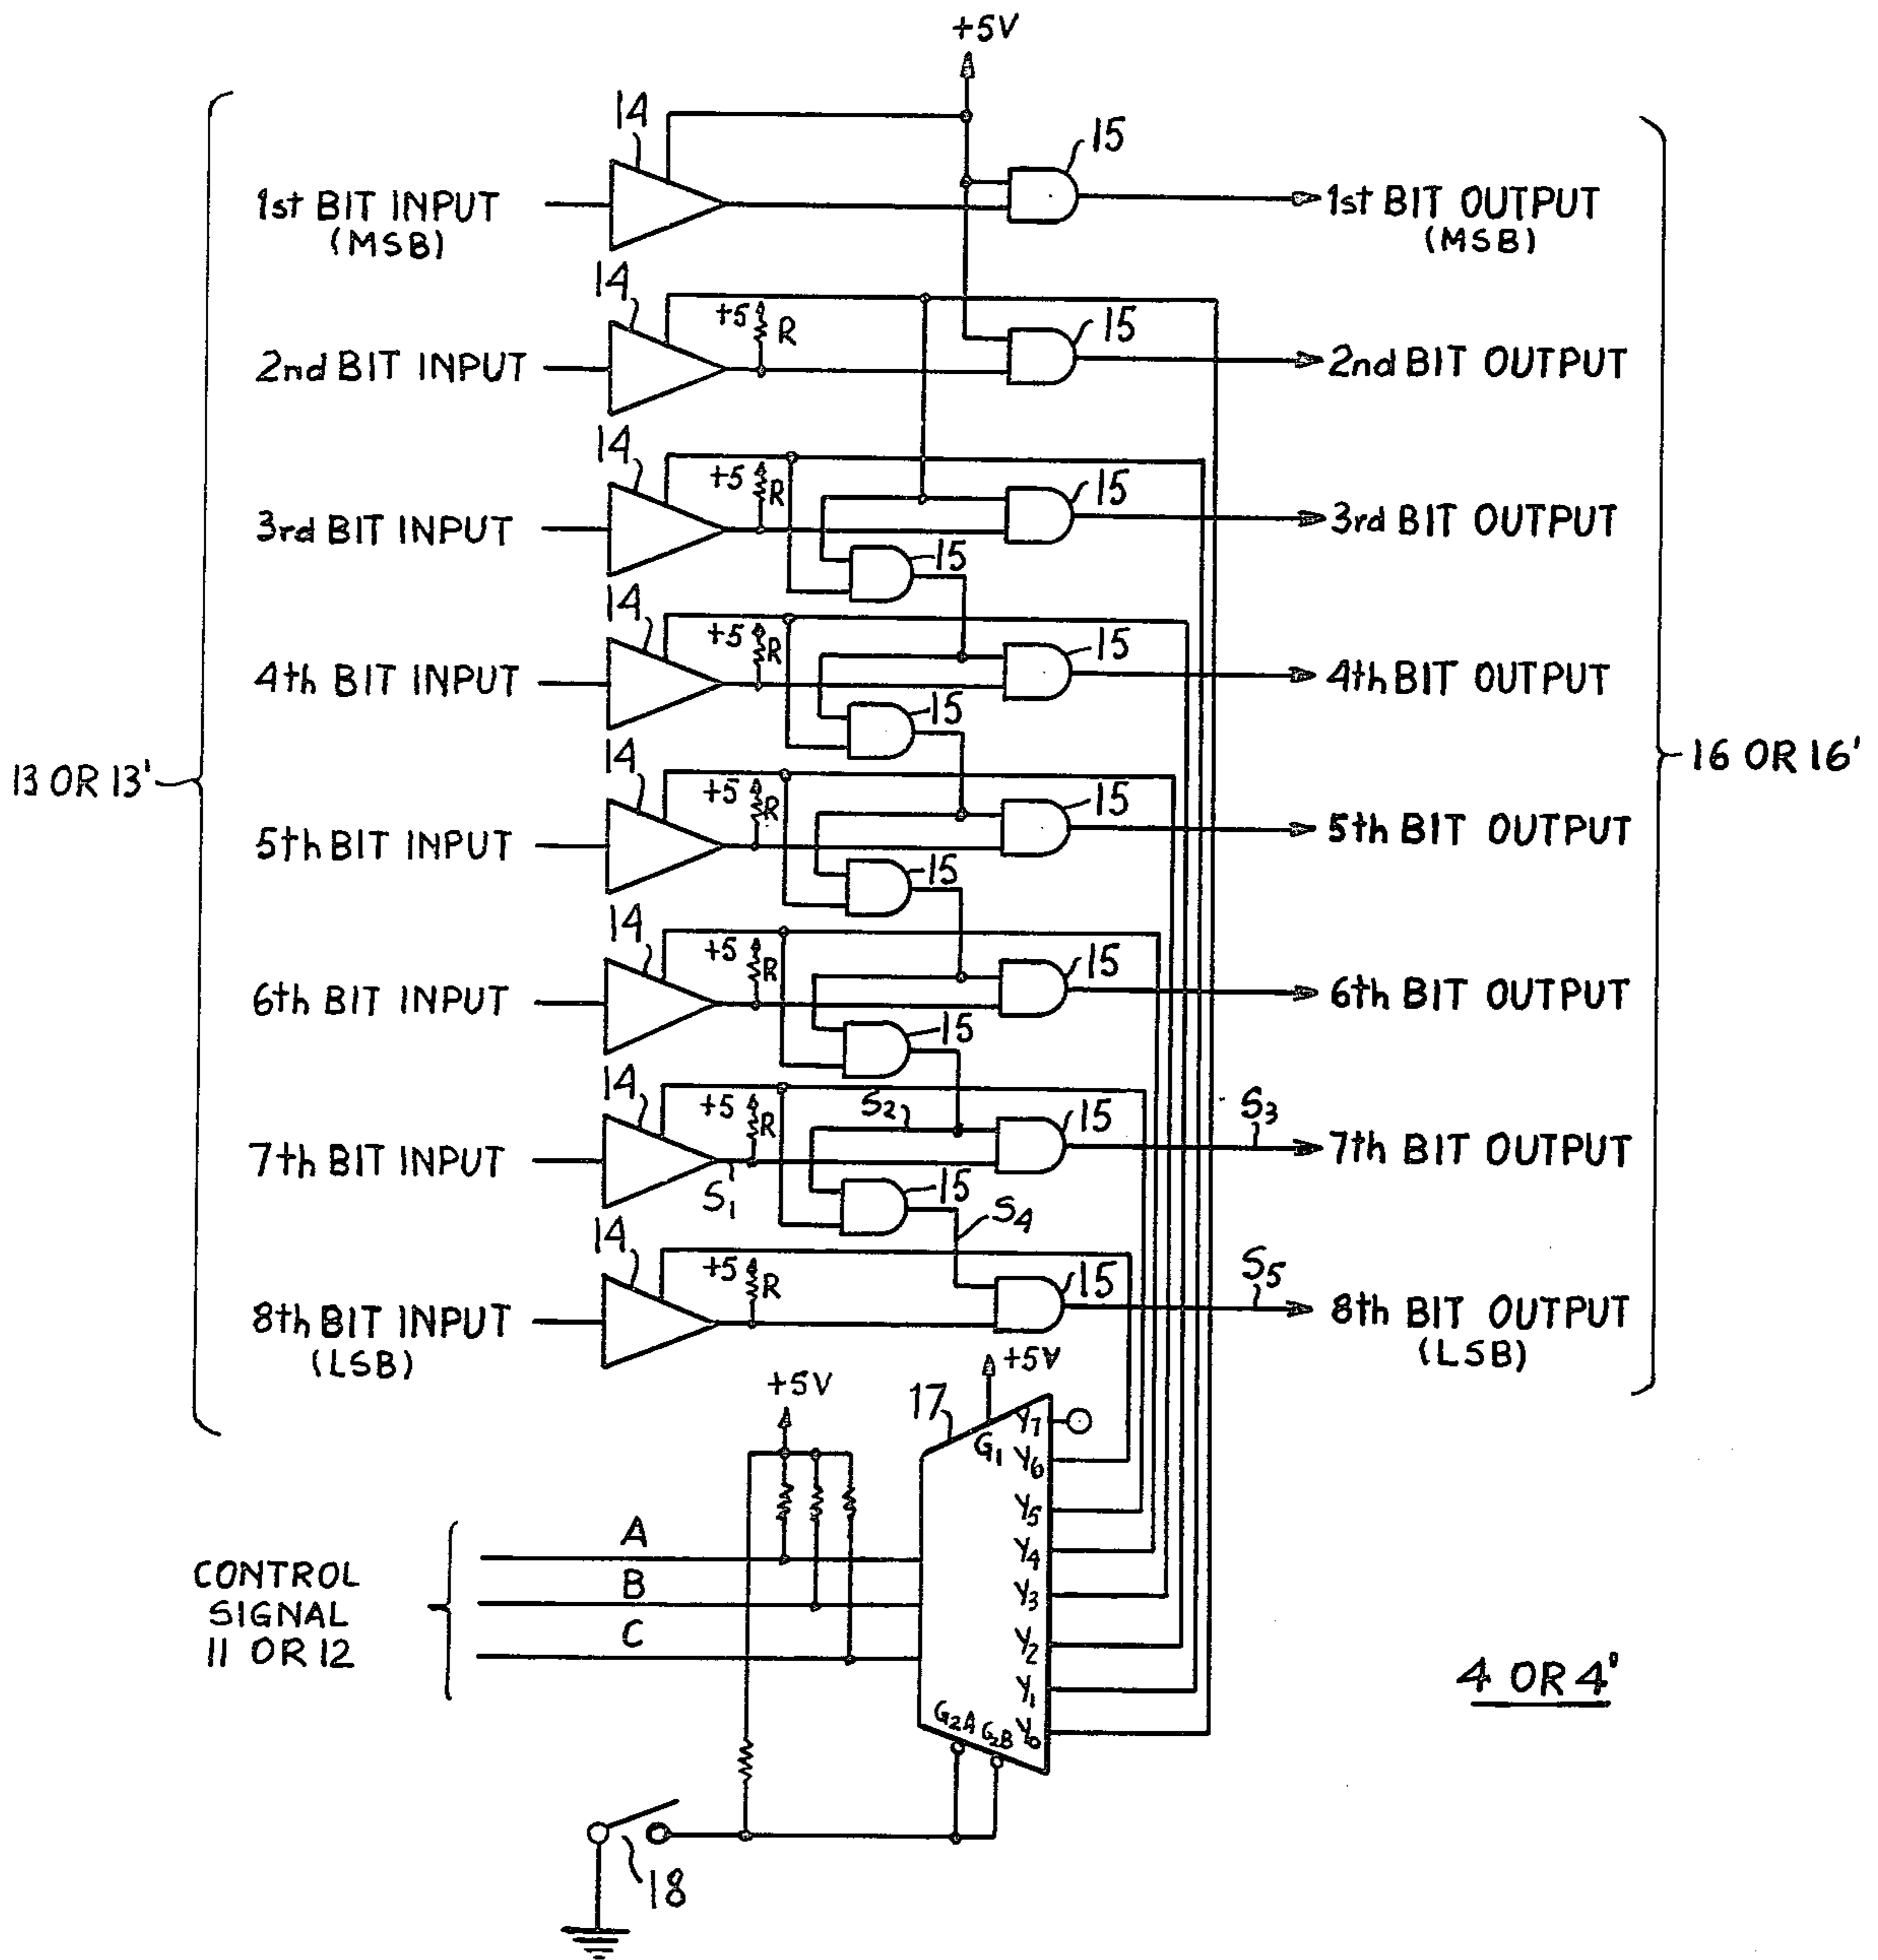 +5V
14
15
1st BIT INPUT
(MSB)
1st BIT OUTPUT
(MSB)
14
+5 R
15
2nd BIT INPUT
2nd BIT OUTPUT
14
+5 R
15
3rd BIT INPUT
3rd BIT OUTPUT
15
14
+5 R
15
4th BIT INPUT
4th BIT OUTPUT
15
13 OR 13'
16 OR 16'
14
+5 R
15
5th BIT INPUT
5th BIT OUTPUT
15
14
+5 R
15
6th BIT INPUT
6th BIT OUTPUT
15
14
+5 R
S2
15
S3
7th BIT INPUT
7th BIT OUTPUT
S1
15
S4
14
+5 R
15
S5
8th BIT INPUT
(LSB)
8th BIT OUTPUT
(LSB)
+5V
+5V
17
G1
Y7
Y6
Y5
Y4
Y3
Y2
Y1
Y0
A
B
C
CONTROL
SIGNAL
11 OR 12
G2A G2B
4 OR 4'
18